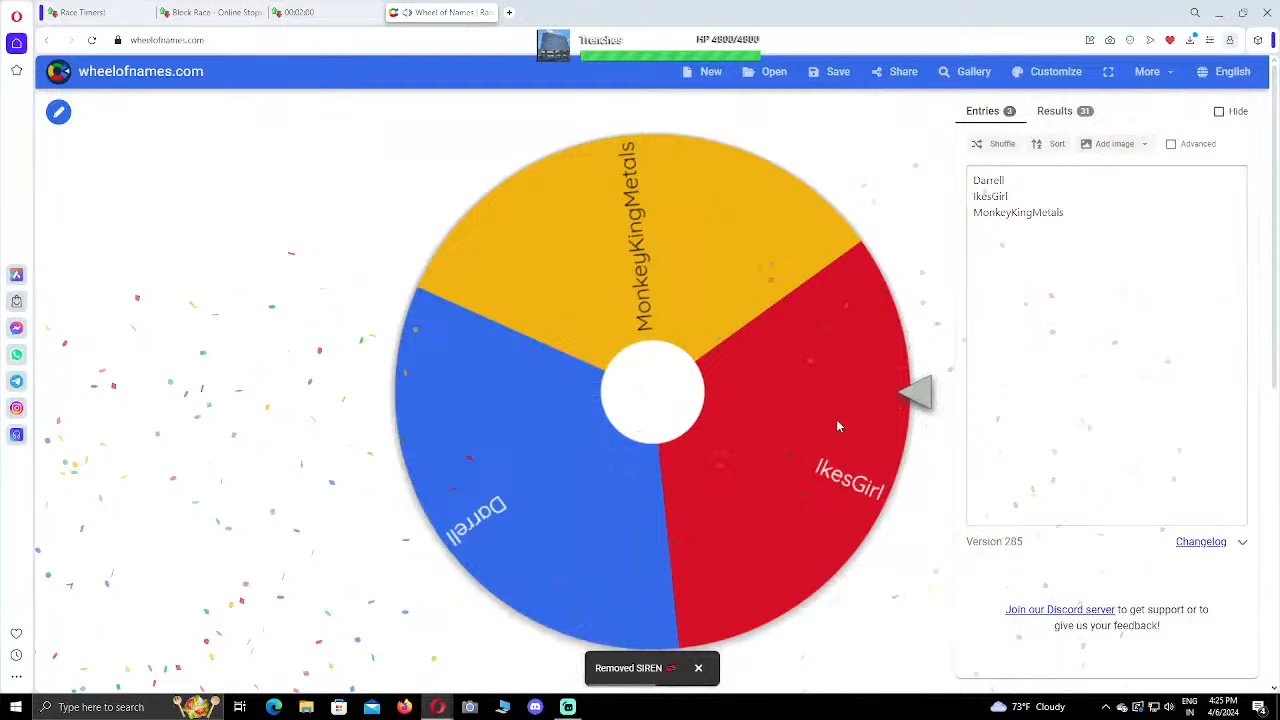 Race Timers!
Block Race - Online Stopw
00:02:00
Wheel of Names | Ran
wheelofnames.com
Trenches
HP 4600/4600
wheelofnames.com
New
Open
Save
Share
Gallery
Customize
More
English
Entries 3
Results 31
Hide
Shuffle
Sort
Add image
Advanced
Darrell
IkesGirl
MonkeyKingMetals
MonkeyKingMetals
IkesGirl
Darrell
Version 285
Changelog
Join our Discord server to get support or to
give us your feedback!
Removed SIREN
Type here to search
73°F Cloudy
ENG
IN
4:25 PM
4/6/2024